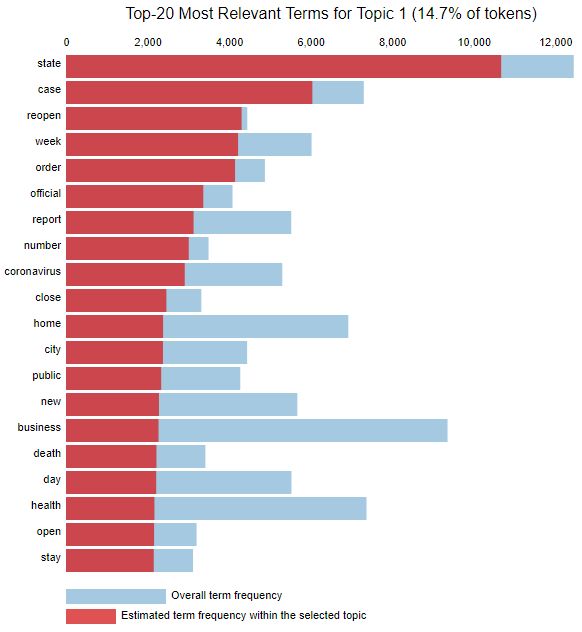 Top-20 Most Relevant Terms for Topic 1 (14.7% of tokens)
0 2,000 4,000 6,000 8,000 10,000 12,000
state
case
reopen
week
order
official
report
number
coronavirus
close
home
city
public
new
business
death
day
health
open
stay
Overall term frequency
Estimated term frequency within the selected topic